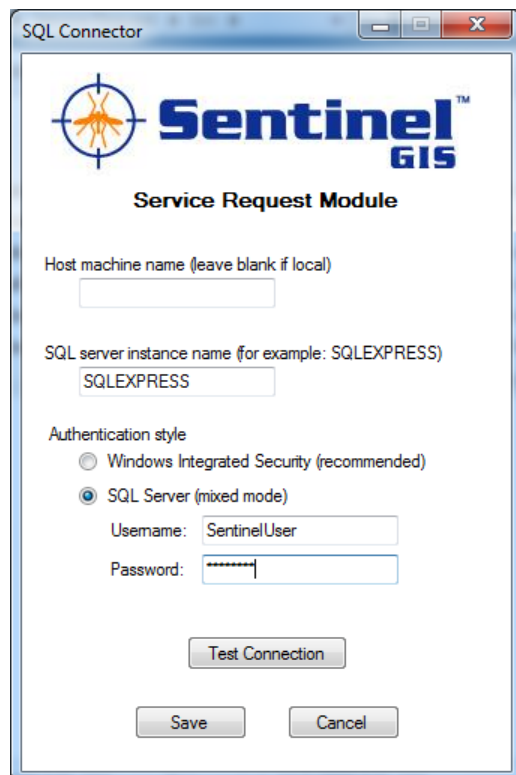 SQL Connector
Sentinel™
GIS
Service Request Module
Host machine name (leave blank if local)
SQL server instance name (for example: SQLEXPRESS)
SQLEXPRESS
Authentication style
Windows Integrated Security (recommended)
SQL Server (mixed mode)
Username: SentinelUser
Password: ********
Test Connection
Save Cancel